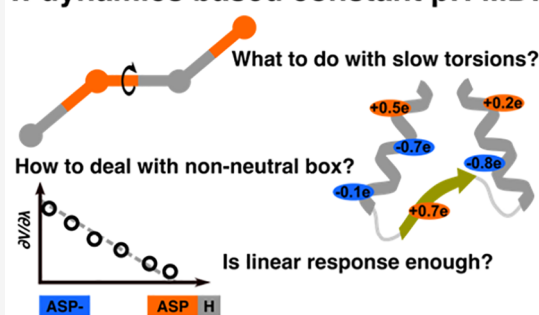 What to do with slow torsions?
+0.5e
+0.2e
-0.7e
-0.8e
How to deal with non-neutral box?
-0.1e
+0.7e
∂V/∂λ
Is linear response enough?
ASP-
ASP H